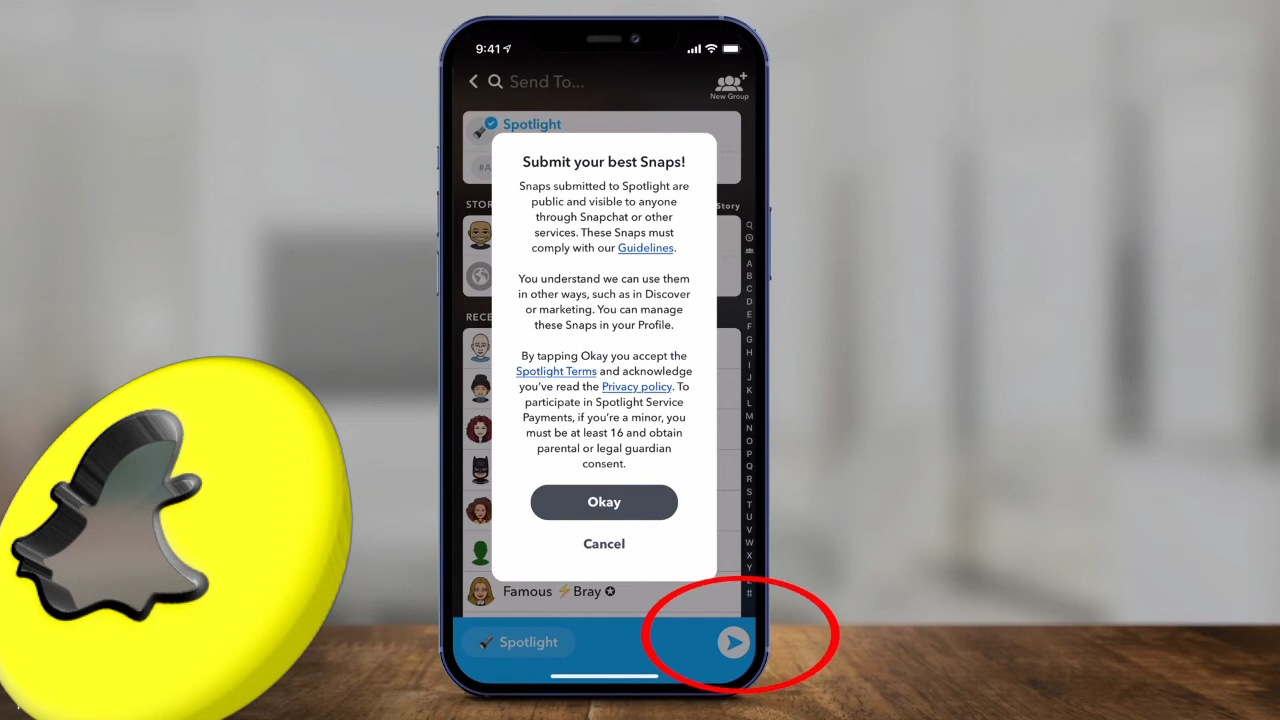 9:41
Send To...
New Group
Spotlight
#A
Submit your best Snaps!
Snaps submitted to Spotlight are
public and visible to anyone
through Snapchat or other
services. These Snaps must
comply with our Guidelines.
STOR
Story
You understand we can use them
in other ways, such as in Discover
or marketing. You can manage
these Snaps in your Profile.
RECE
By tapping Okay you accept the
Spotlight Terms and acknowledge
you've read the Privacy policy. To
participate in Spotlight Service
Payments, if you're a minor, you
must be at least 16 and obtain
parental or legal guardian
consent.
Okay
Cancel
A
B
C
D
E
F
G
H
I
J
K
L
M
N
O
P
Q
R
S
T
U
V
W
X
Y
#
Famous ⚡Bray ✪
Spotlight